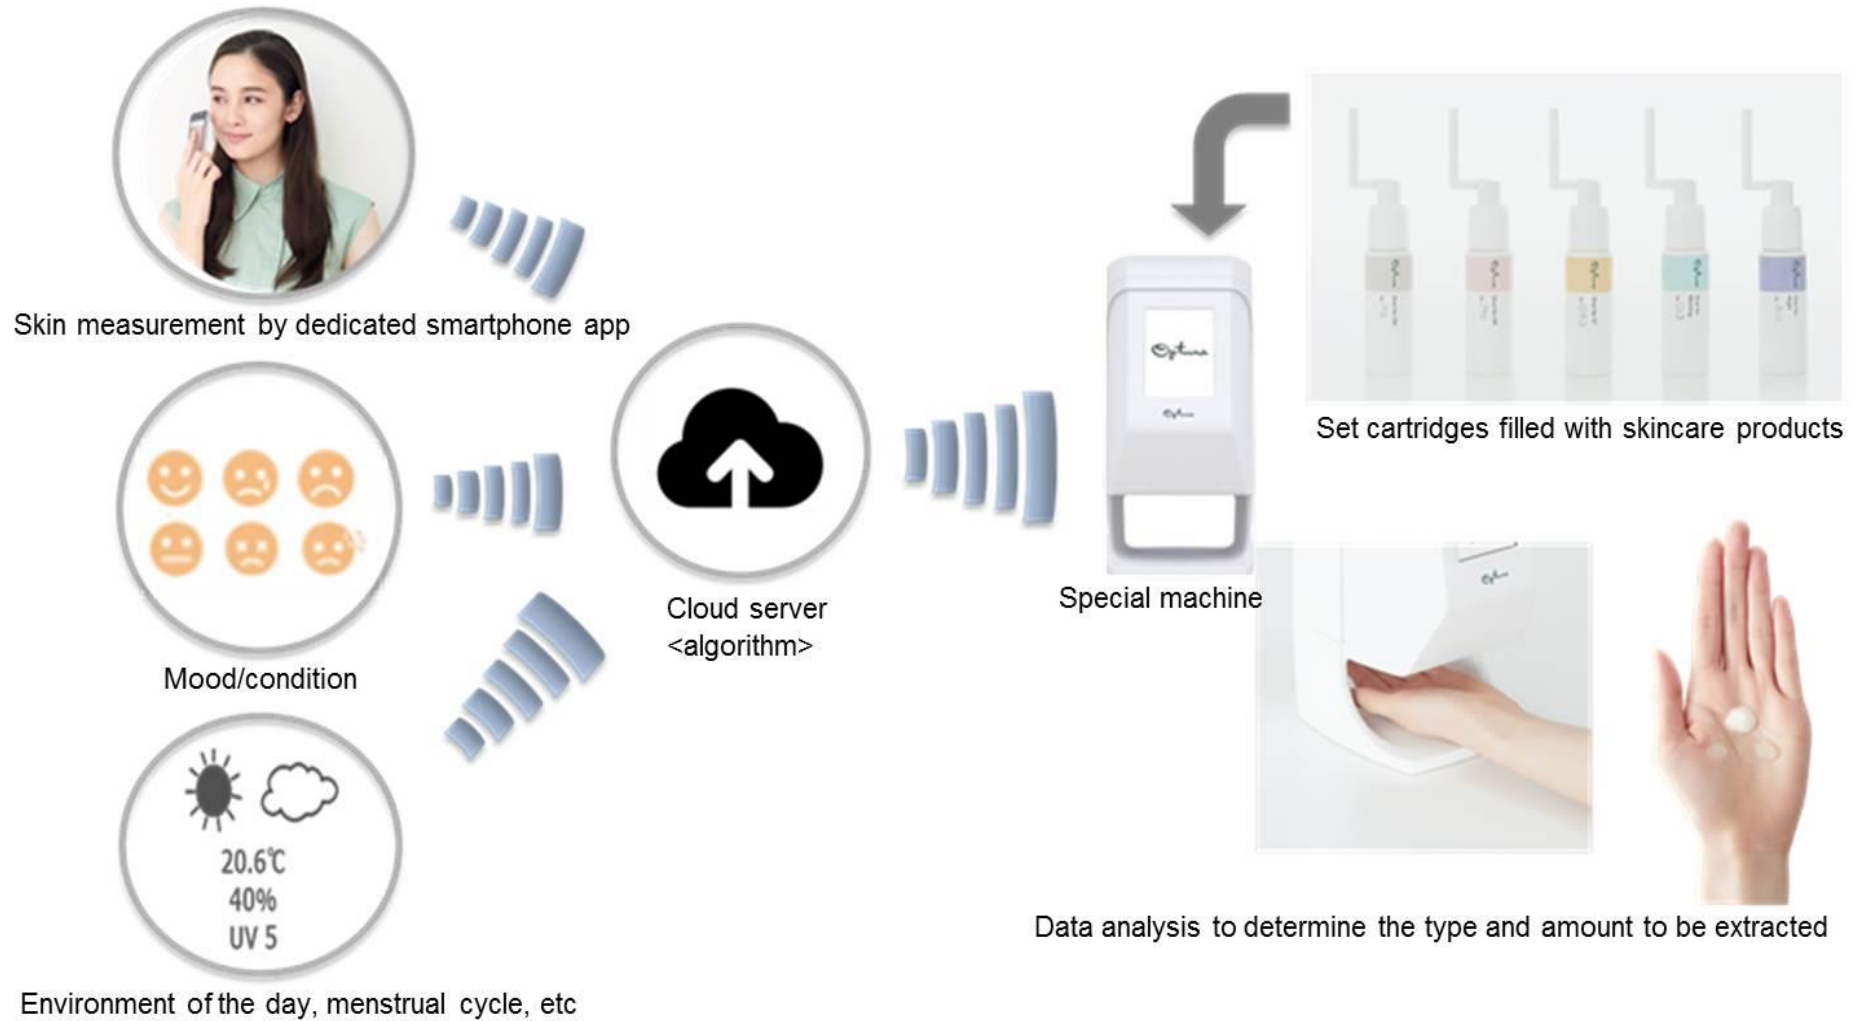 Skin measurement by dedicated smartphone app
Mood/condition
20.6℃
40%
UV 5
Environment of the day, menstrual cycle, etc
Cloud server
<algorithm>
Optune
Optune
Special machine
Set cartridges filled with skincare products
Data analysis to determine the type and amount to be extracted